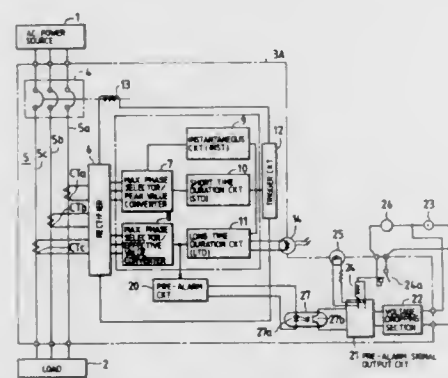 1
AC POWER
SOURCE
3A
4
13
5b
5a
5
5c
6
9
12
INSTANTANEOUS
CKT (INST)
7
10
CTa
MAX PHASE
SELECTOR/
PEAK VALUE
CONVERTER
SHORT TIME
DURATION CKT
(STD)
TRIGGER CKT
RECTIFIER
CTb
11
14
26
23
MAX PHASE
SELECTOR
EFFECTIVE
VALUE
CONVERTER
LONG TIME
DURATION CKT
(LTD)
CTc
25
24
24a
20
PRE-ALARM
CKT
27
22
27a
27b
VOLTAGE
DROPPING
SECTION
21
PRE-ALARM SIGNAL
OUTPUT CKT
LOAD
2